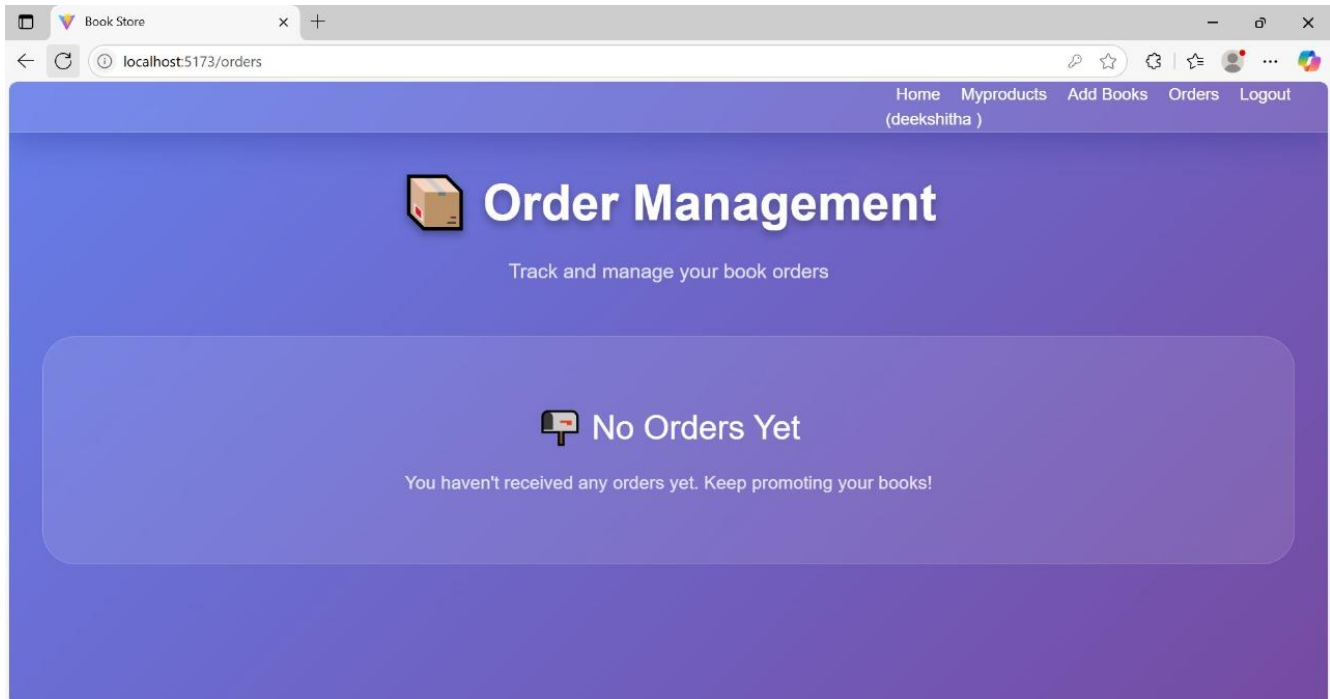 Book Store
localhost:5173/orders
Home Myproducts Add Books Orders Logout
(deekshitha )
Order Management
Track and manage your book orders
No Orders Yet
You haven't received any orders yet. Keep promoting your books!